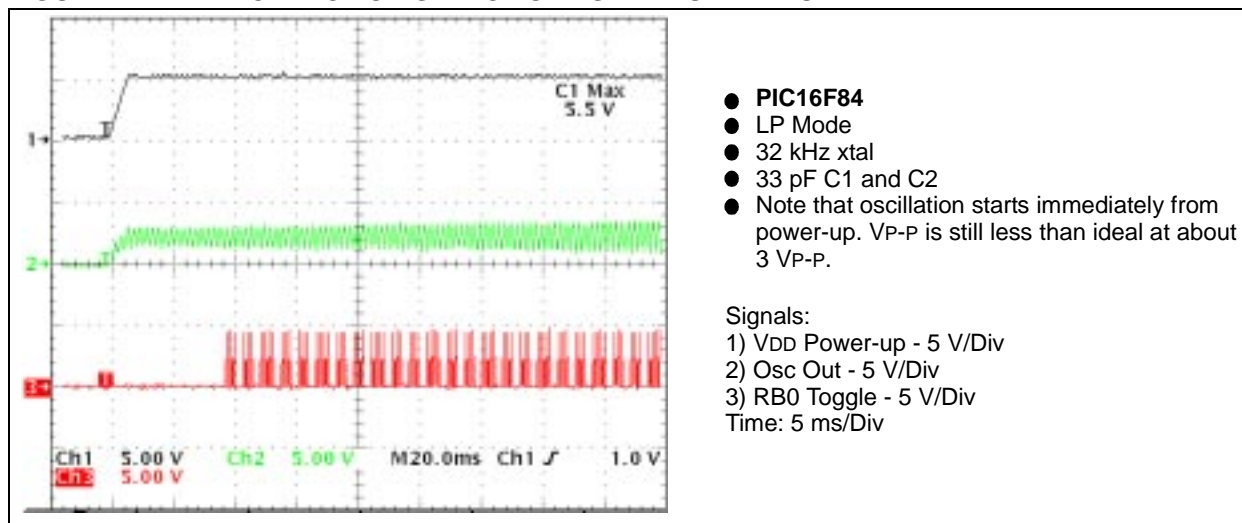 C1 Max
5.5 V
1
2
3
Ch1 5.00 V Ch2 5.00 V M20.0ms Ch1 1.0 V
Ch3 5.00 V
● PIC16F84
● LP Mode
● 32 kHz xtal
● 33 pF C1 and C2
● Note that oscillation starts immediately from
power-up. VP-P is still less than ideal at about
3 VP-P.
Signals:
1) VDD Power-up - 5 V/Div
2) Osc Out - 5 V/Div
3) RB0 Toggle - 5 V/Div
Time: 5 ms/Div